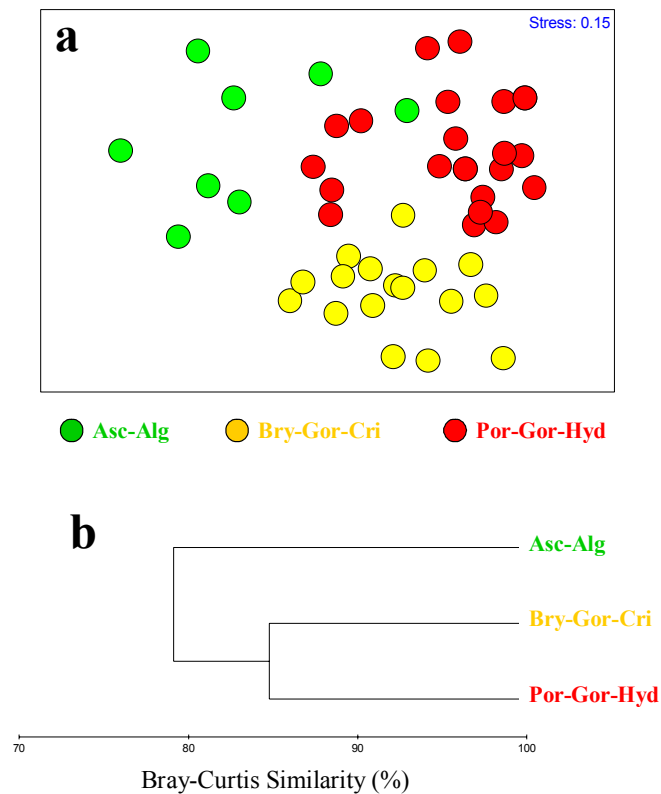 a
Stress: 0.15
Asc-Alg Bry-Gor-Cri Por-Gor-Hyd
b
Asc-Alg
Bry-Gor-Cri
Por-Gor-Hyd
70 80 90 100
Bray-Curtis Similarity (%)